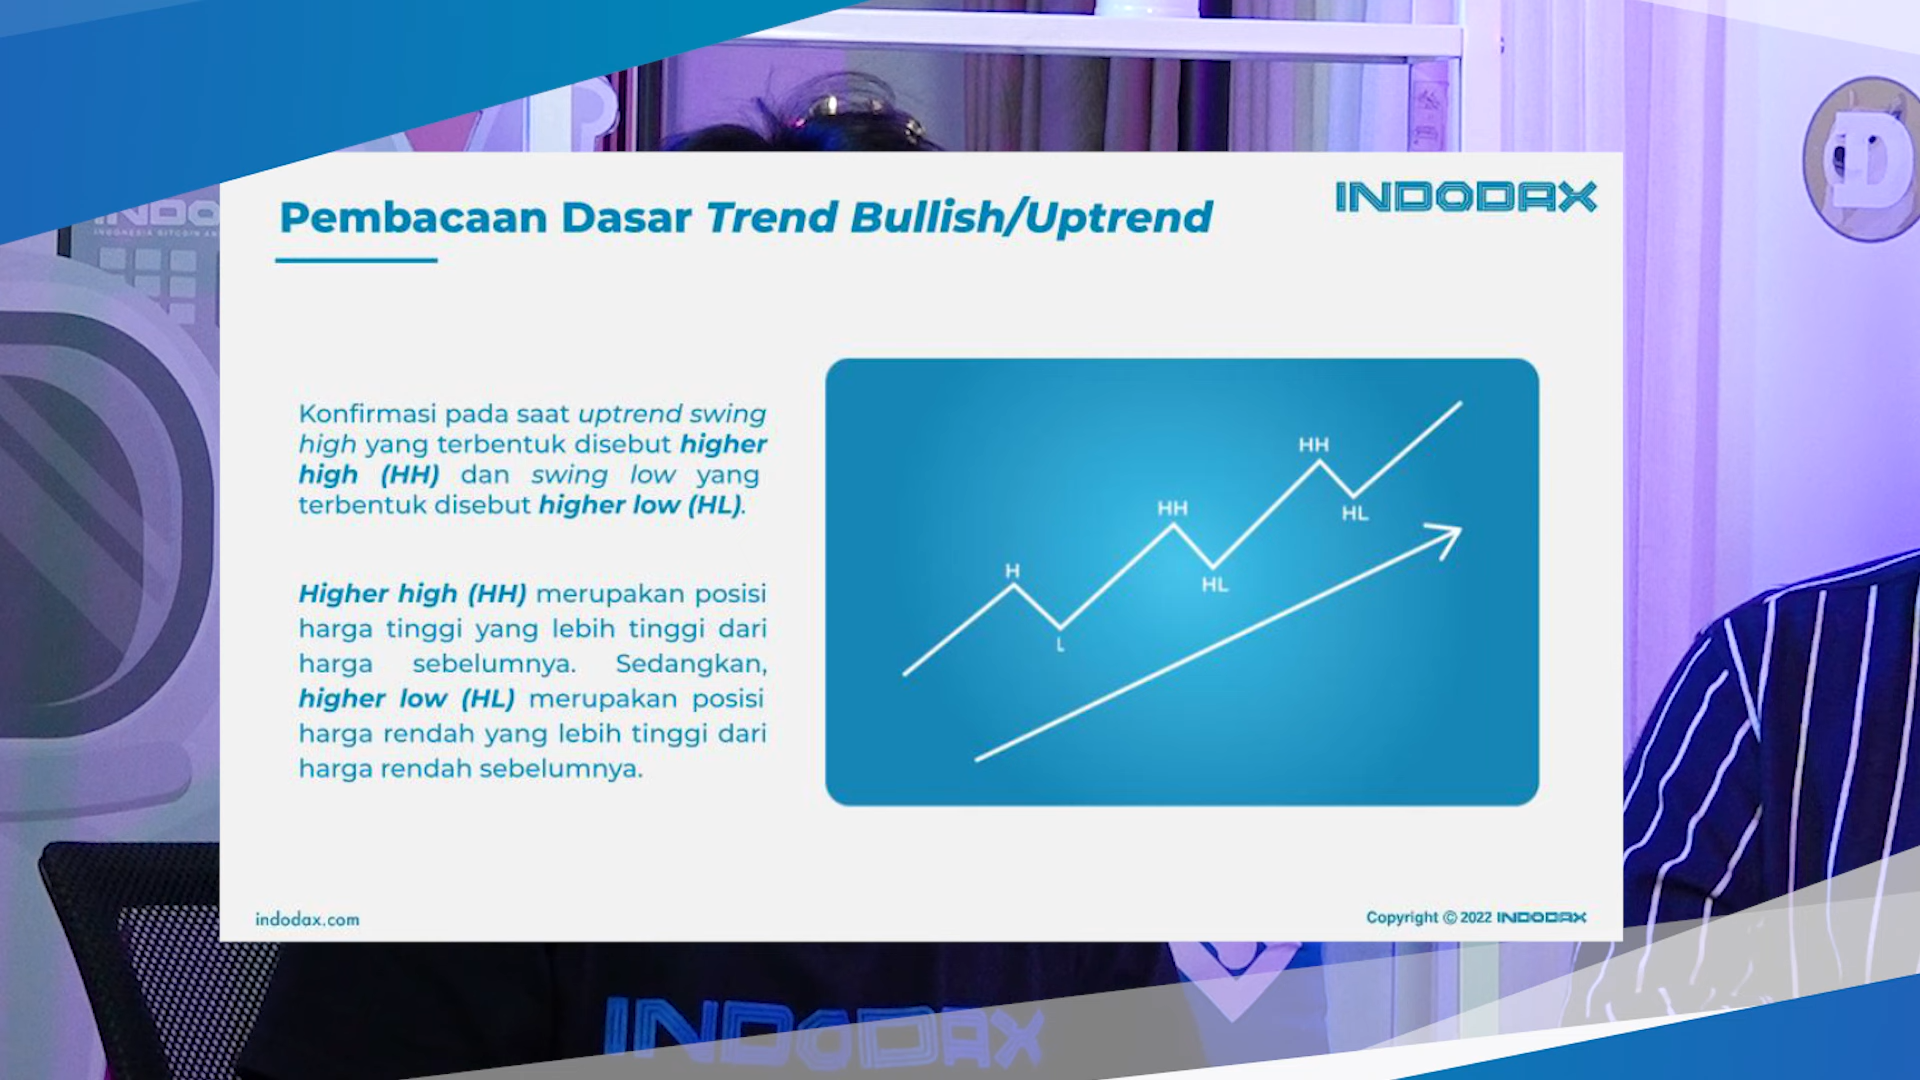 INDODAX
Pembacaan Dasar Trend Bullish/Uptrend
Konfirmasi pada saat uptrend swing
high yang terbentuk disebut higher
high (HH) dan swing low yang
terbentuk disebut higher low (HL).
Higher high (HH) merupakan posisi
harga tinggi yang lebih tinggi dari
harga sebelumnya. Sedangkan,
higher low (HL) merupakan posisi
harga rendah yang lebih tinggi dari
harga rendah sebelumnya.
HH
HL
HH
HL
H
L
indodax.com
Copyright © 2022 INDODAX
INDODAX